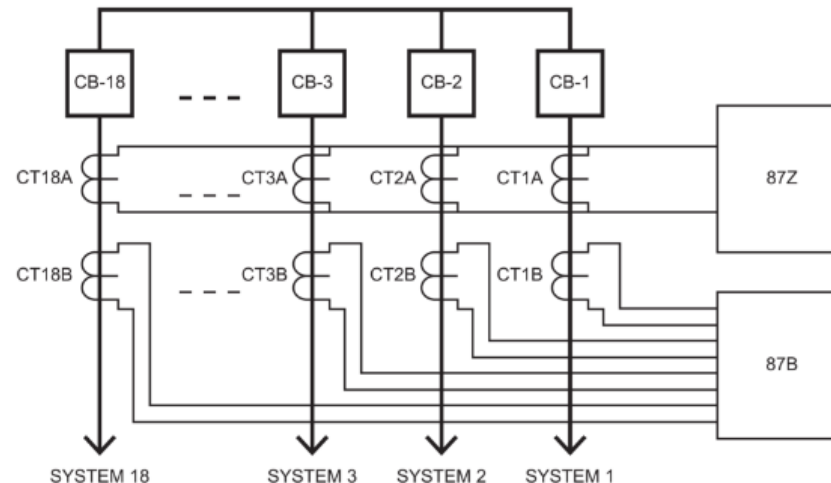 CB-18
CB-3
CB-2
CB-1
CT18A
CT3A
CT2A
CT1A
87Z
CT18B
CT3B
CT2B
CT1B
87B
SYSTEM 18
SYSTEM 3
SYSTEM 2
SYSTEM 1